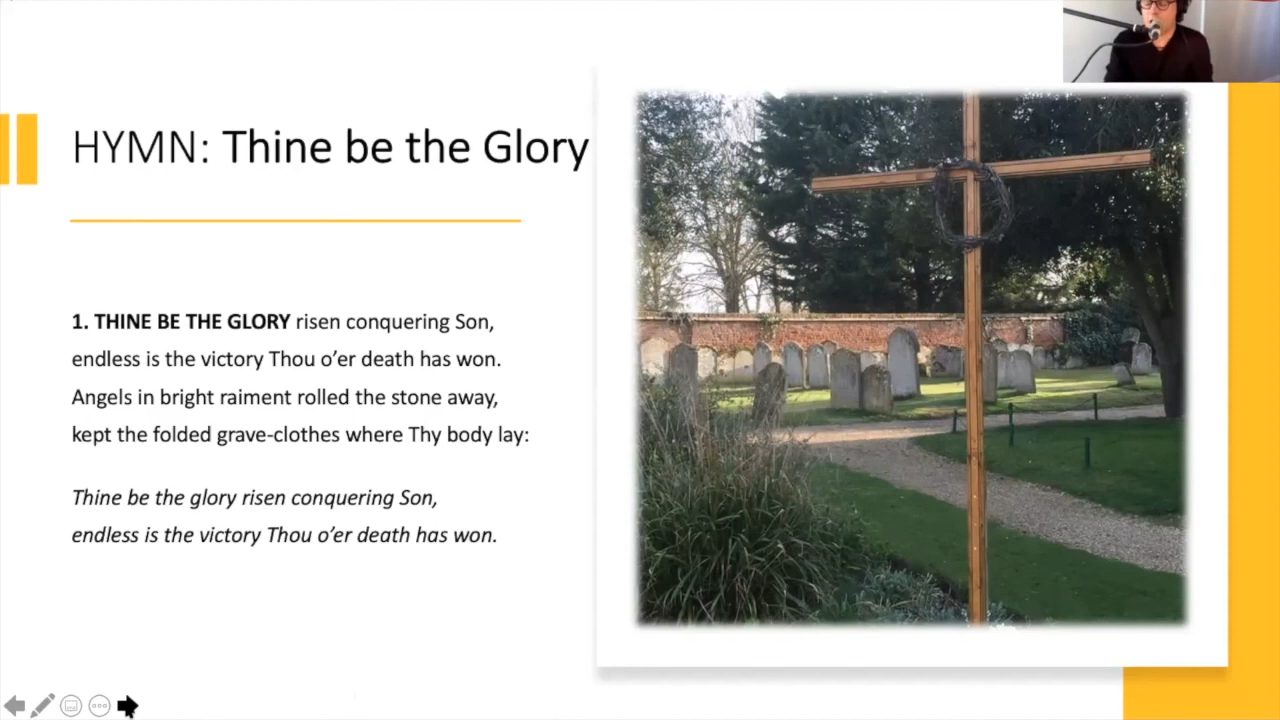 HYMN: Thine be the Glory
1. THINE BE THE GLORY risen conquering Son,
endless is the victory Thou o’er death has won.
Angels in bright raiment rolled the stone away,
kept the folded grave-clothes where Thy body lay:
Thine be the glory risen conquering Son,
endless is the victory Thou o’er death has won.